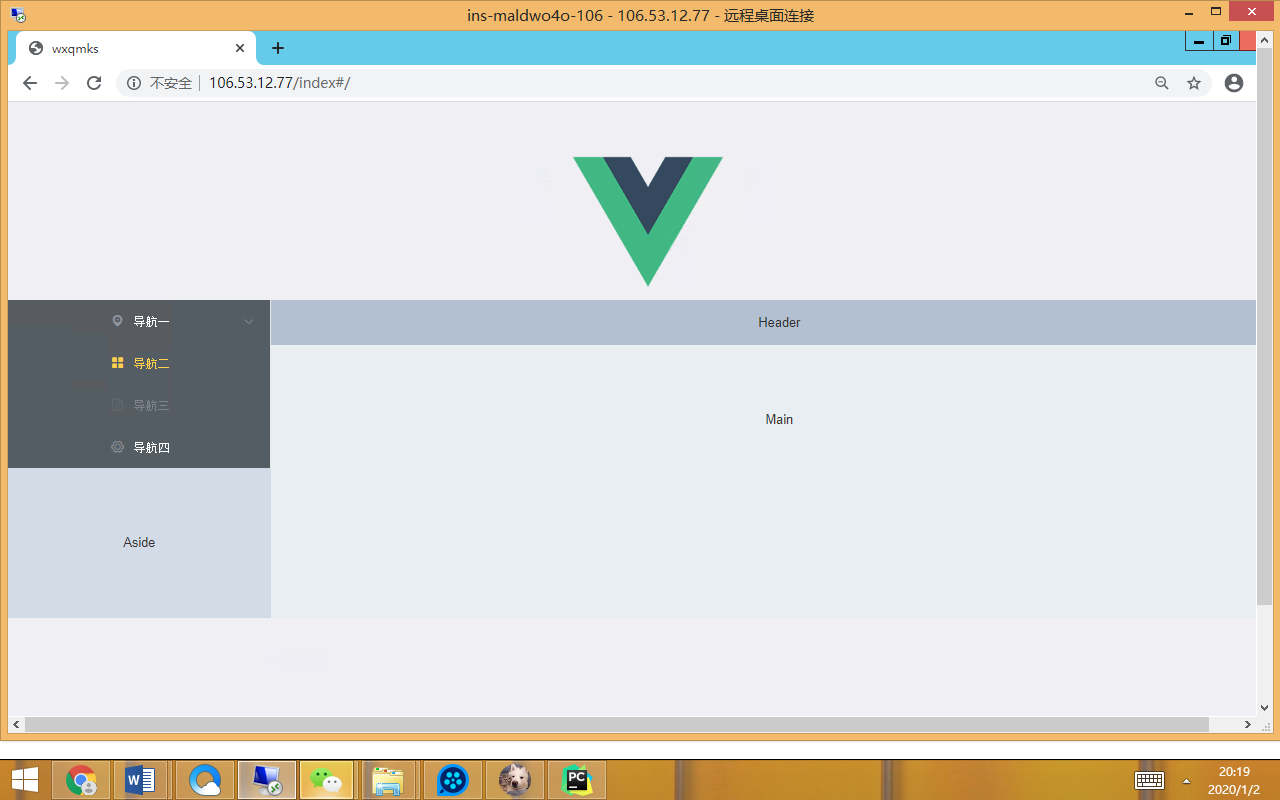 ins-maldwo4o-106 - 106.53.12.77 - 远程桌面连接
wxqmks
不安全 106.53.12.77/index#/
导航一
Header
导航二
导航三
Main
导航四
Aside
W
PC
20:19
2020/1/2